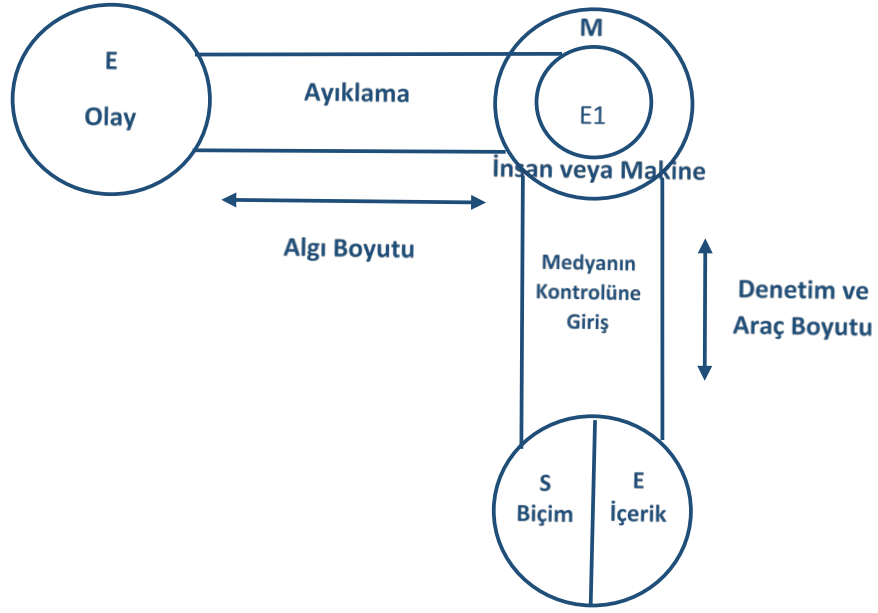 E
Olay
Ayıklama
M
E1
İnsan veya Makine
Algı Boyutu
Medyanın
Kontrolüne
Giriş
Denetim ve
Araç Boyutu
S
Biçim
E
İçerik